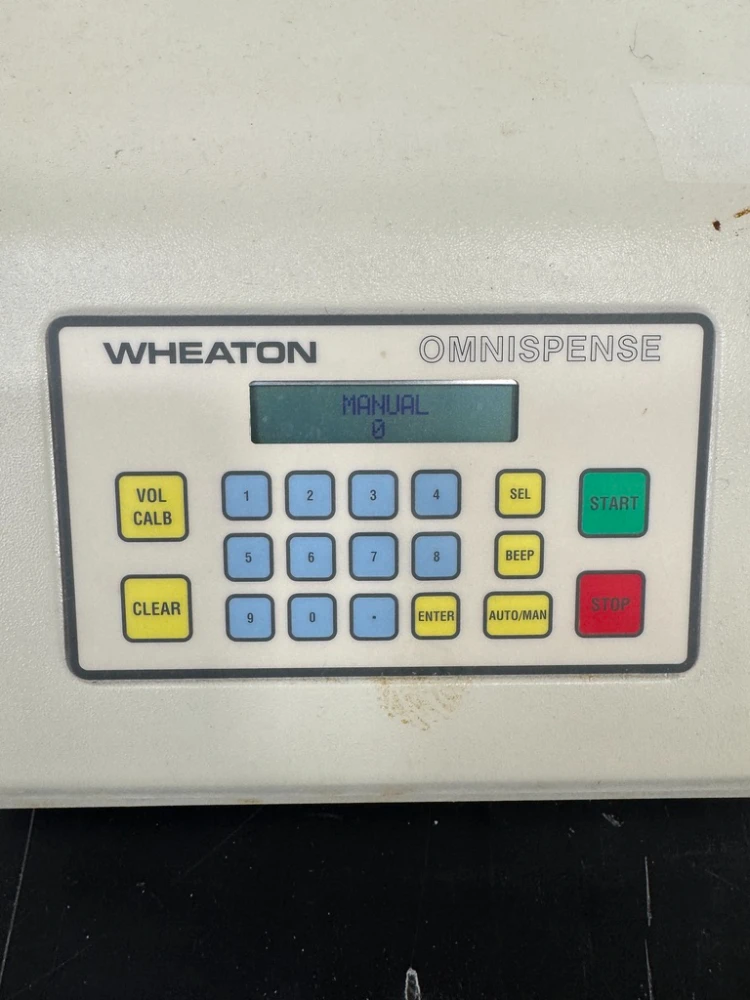 WHEATON OMNISPENSE
MANUAL
0
VOL
CALB
1 2 3 4 SEL START
5 6 7 8 BEEP
CLEAR 9 0 . ENTER AUTO/MAN STOP